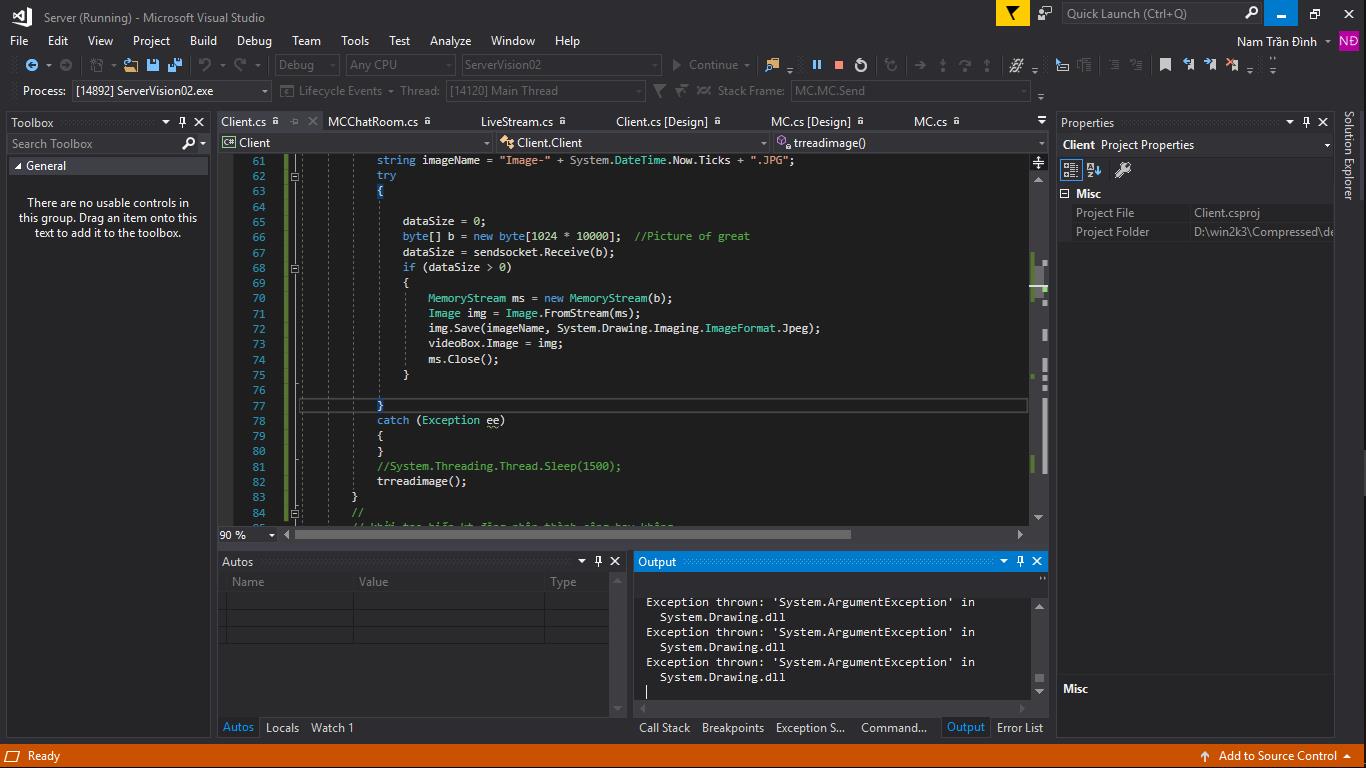 Server (Running) - Microsoft Visual Studio
Quick Launch (Ctrl+Q)
File Edit View Project Build Debug Team Tools Test Analyze Window Help
Nam Trần Đình NĐ
Debug Any CPU ServerVision02 Continue
Process: [14892] ServerVision02.exe Lifecycle Events Thread: [14120] Main Thread Stack Frame: MC.MC.Send
Toolbox
Search Toolbox
General
There are no usable controls in
this group. Drag an item onto this
text to add it to the toolbox.
Client.cs MCChatRoom.cs LiveStream.cs Client.cs [Design] MC.cs [Design] MC.cs
Client Client.Client trreadimage()
61 string imageName = "Image-" + System.DateTime.Now.Ticks + ".JPG";
62 try
63 {
64
65 dataSize = 0;
66 byte[] b = new byte[1024 * 10000]; //Picture of great
67 dataSize = sendsocket.Receive(b);
68 if (dataSize > 0)
69 {
70 MemoryStream ms = new MemoryStream(b);
71 Image img = Image.FromStream(ms);
72 img.Save(imageName, System.Drawing.Imaging.ImageFormat.Jpeg);
73 videoBox.Image = img;
74 ms.Close();
75 }
76
77 }
78 catch (Exception ee)
79 {
80 }
81 //System.Threading.Thread.Sleep(1500);
82 trreadimage();
83 }
84 //
90 %
Autos
Name Value Type
Autos Locals Watch 1
Output
Exception thrown: 'System.ArgumentException' in
System.Drawing.dll
Exception thrown: 'System.ArgumentException' in
System.Drawing.dll
Exception thrown: 'System.ArgumentException' in
System.Drawing.dll
Call Stack Breakpoints Exception S... Command... Output Error List
Properties
Client Project Properties
Misc
Project File Client.csproj
Project Folder D:\win2k3\Compressed\de
Misc
Solution Explorer
Ready
Add to Source Control